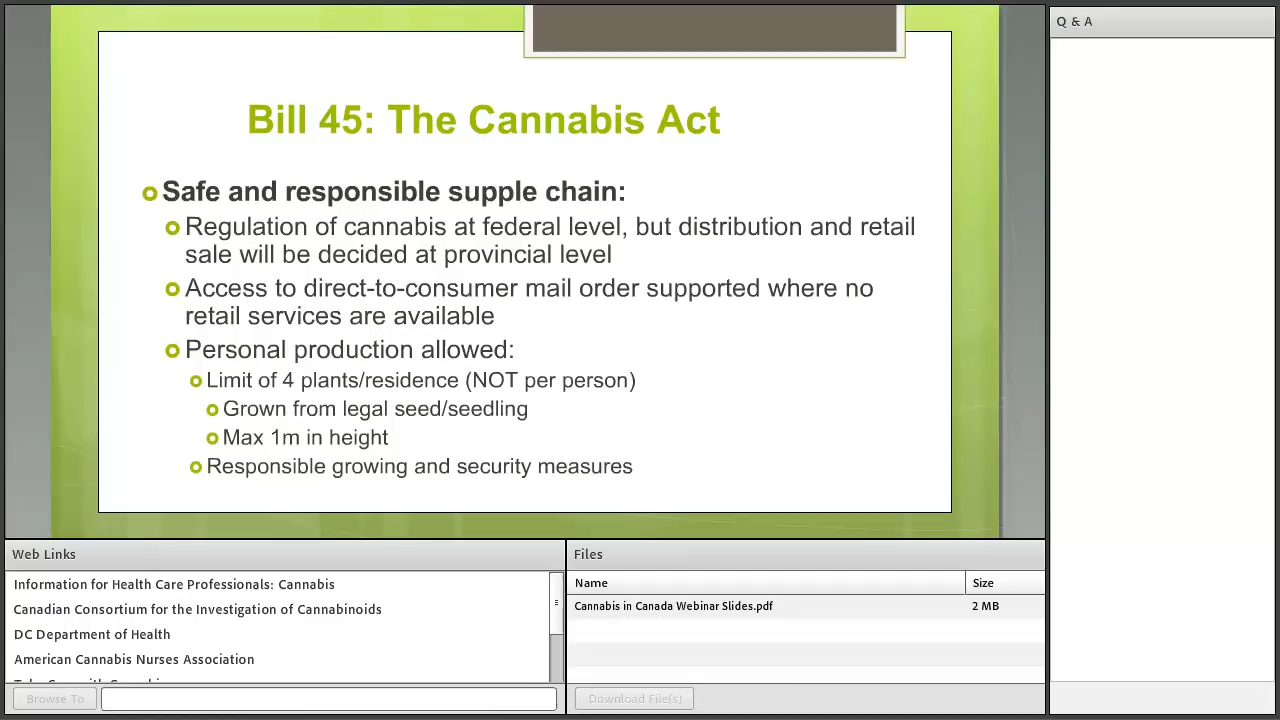 Bill 45: The Cannabis Act
Safe and responsible supple chain:
Regulation of cannabis at federal level, but distribution and retail
sale will be decided at provincial level
Access to direct-to-consumer mail order supported where no
retail services are available
Personal production allowed:
Limit of 4 plants/residence (NOT per person)
Grown from legal seed/seedling
Max 1m in height
Responsible growing and security measures
Q & A
Web Links
Information for Health Care Professionals: Cannabis
Canadian Consortium for the Investigation of Cannabinoids
DC Department of Health
American Cannabis Nurses Association
Browse To
Files
Name Size
Cannabis in Canada Webinar Slides.pdf 2 MB
Download File(s)